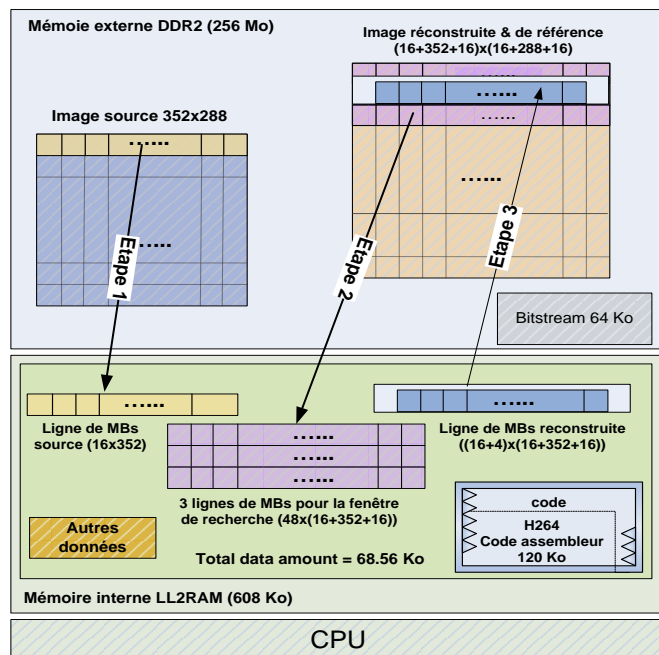 Mémoie externe DDR2 (256 Mo)
Image réconstruite & de référence
(16+352+16)x(16+288+16)
Image source 352x288
Etape 1
Etape 2
Etape 3
Bitstream 64 Ko
Ligne de MBs
source (16x352)
Ligne de MBs reconstruite
((16+4)x(16+352+16))
3 lignes de MBs pour la fenêtre
de recherche (48x(16+352+16))
Autres
données
code
H264
Code assembleur
120 Ko
Total data amount = 68.56 Ko
Mémoire interne LL2RAM (608 Ko)
CPU